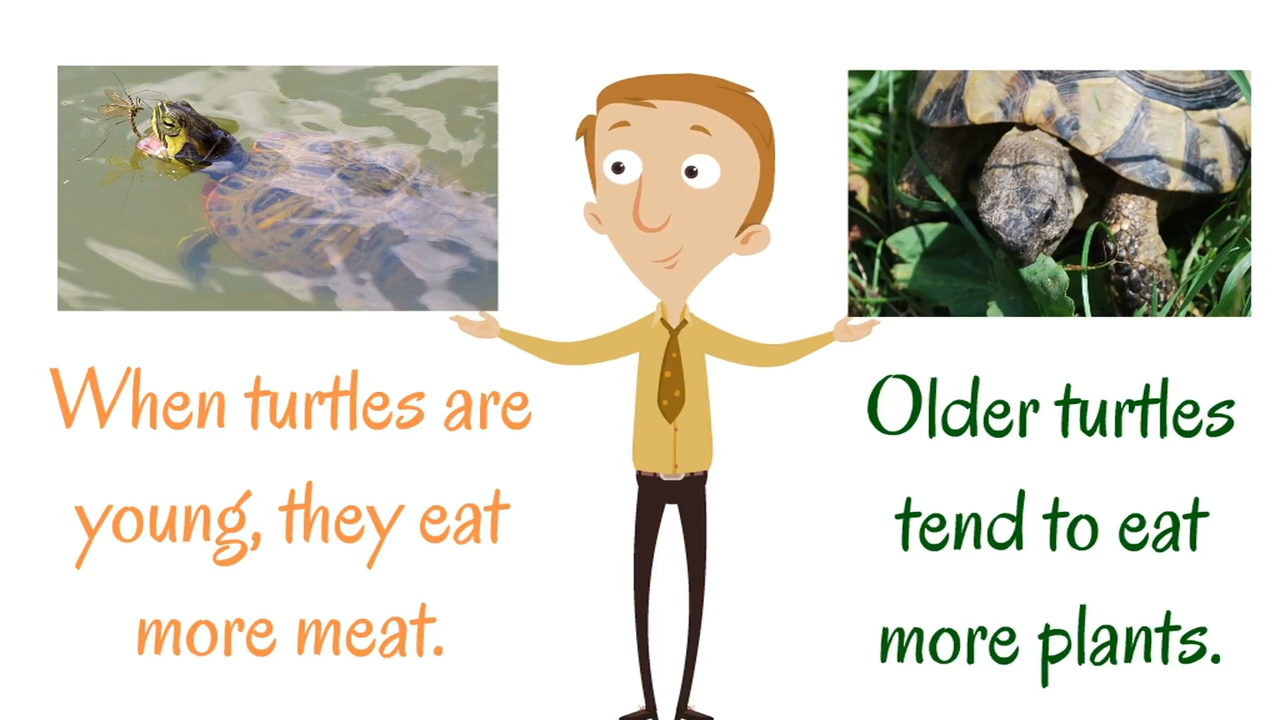 When turtles are
young, they eat
more meat.
Older turtles
tend to eat
more plants.